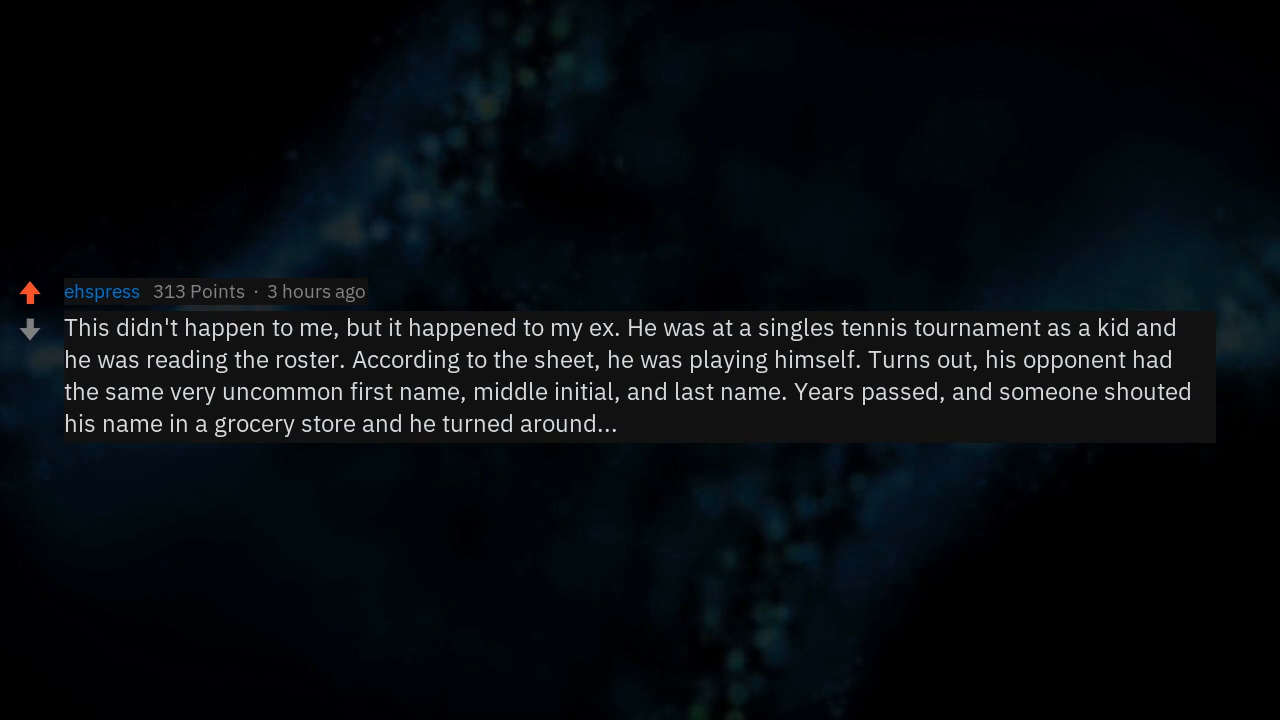 ehspress 313 Points · 3 hours ago
This didn't happen to me, but it happened to my ex. He was at a singles tennis tournament as a kid and
he was reading the roster. According to the sheet, he was playing himself. Turns out, his opponent had
the same very uncommon first name, middle initial, and last name. Years passed, and someone shouted
his name in a grocery store and he turned around...